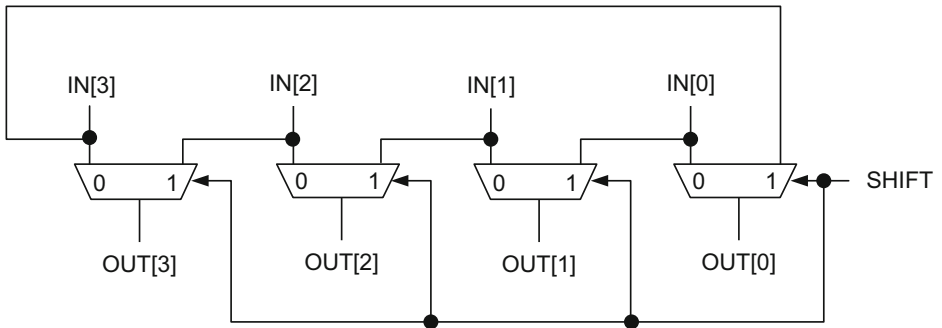 IN[3] IN[2] IN[1] IN[0]
0 1 0 1 0 1 0 1 SHIFT
OUT[3] OUT[2] OUT[1] OUT[0]